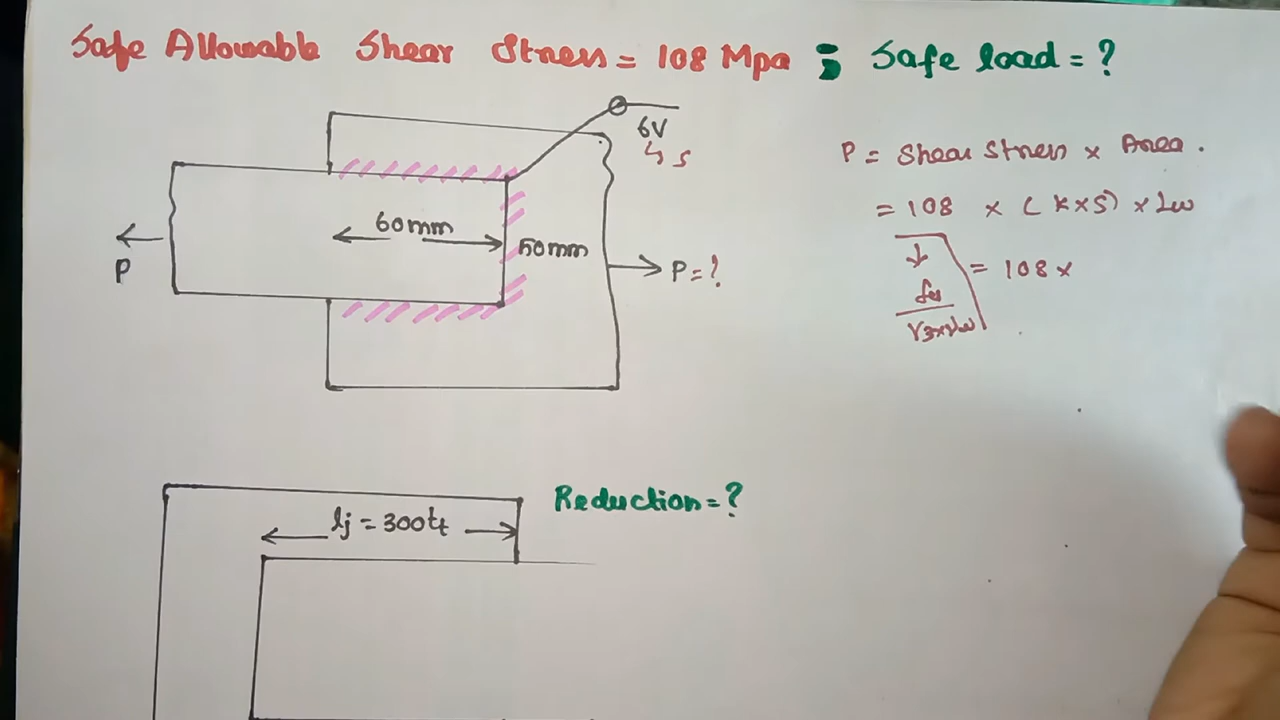 Safe Allowable Shear Stress = 108 Mpa ; Safe load = ?
6V
↳ s
P = Shear Stress × Area .
= 108 × ( K×S) × Lw
60mm
50mm
P
P = ?
= 108 ×
Reduction = ?
lj = 300tt